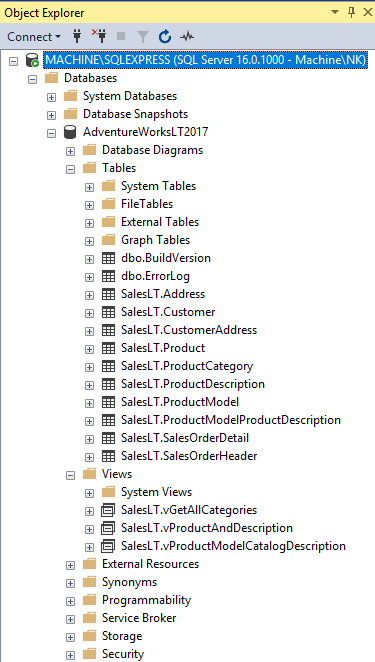 Object Explorer
Connect
MACHINE\SQLEXPRESS (SQL Server 16.0.1000 - Machine\NK)
Databases
System Databases
Database Snapshots
AdventureWorksLT2017
Database Diagrams
Tables
System Tables
FileTables
External Tables
Graph Tables
dbo.BuildVersion
dbo.ErrorLog
SalesLT.Address
SalesLT.Customer
SalesLT.CustomerAddress
SalesLT.Product
SalesLT.ProductCategory
SalesLT.ProductDescription
SalesLT.ProductModel
SalesLT.ProductModelProductDescription
SalesLT.SalesOrderDetail
SalesLT.SalesOrderHeader
Views
System Views
SalesLT.vGetAllCategories
SalesLT.vProductAndDescription
SalesLT.vProductModelCatalogDescription
External Resources
Synonyms
Programmability
Service Broker
Storage
Security